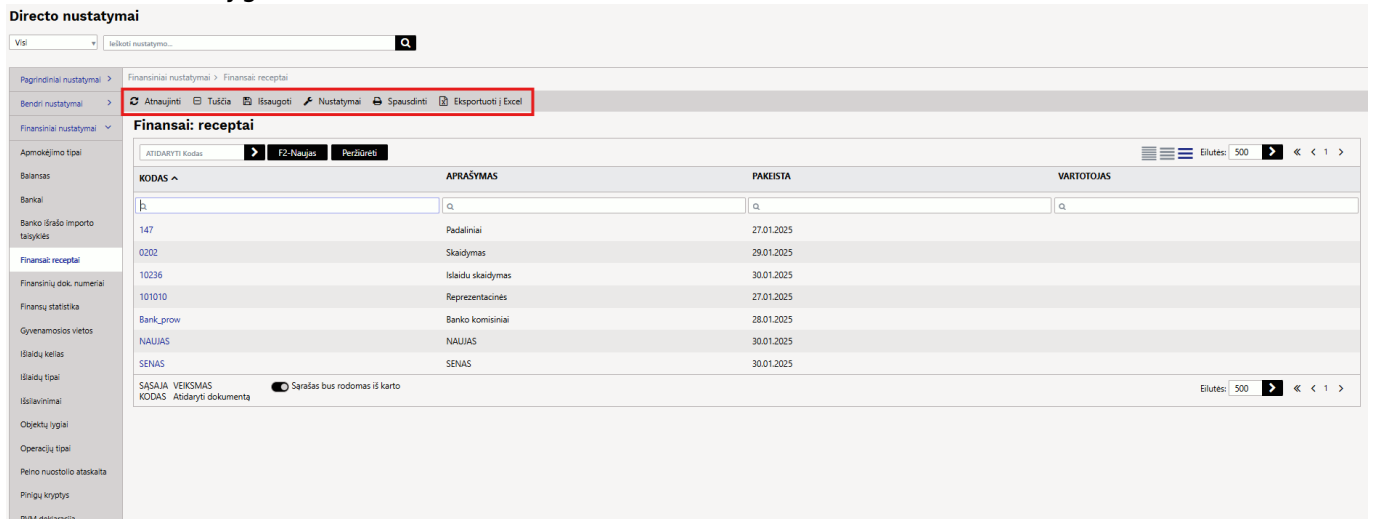 Directo nustatymai
Visi
Ieškoti nustatymo...
Finansiniai nustatymai > Finansai: receptai
Atnaujinti Tuščia Išsaugoti Nustatymai Spausdinti Eksportuoti į Excel
Finansai: receptai
ATIDARYTI Kodas F2-Naujas Peržiūrėti Eilutės: 500 1
KODAS APRAŠYMAS PAKEISTA VARTOTOJAS
147 Padaliniai 27.01.2025
0202 Skaidymas 29.01.2025
10236 Islaidu skaidymas 30.01.2025
101010 Reprezentacinės 27.01.2025
Bank_prow Banko komisiniai 28.01.2025
NAUJAS NAUJAS 30.01.2025
SENAS SENAS 30.01.2025
SĄSAJA VEIKSMAS
KODAS Atidaryti dokumentą
Sąrašas bus rodomas iš karto
Eilutės: 500 1
Pagrindiniai nustatymai
Bendri nustatymai
Finansiniai nustatymai
Apmokėjimo tipai
Balansas
Bankai
Banko išrašo importo
taisyklės
Finansai: receptai
Finansinių dok. numeriai
Finansų statistika
Gyvenamosios vietos
Išlaidų kelias
Išlaidų tipai
Išsilavinimai
Objektų lygiai
Operacijų tipai
Pelno nuostolio ataskaita
Pinigų kryptys
PVM deklaracija